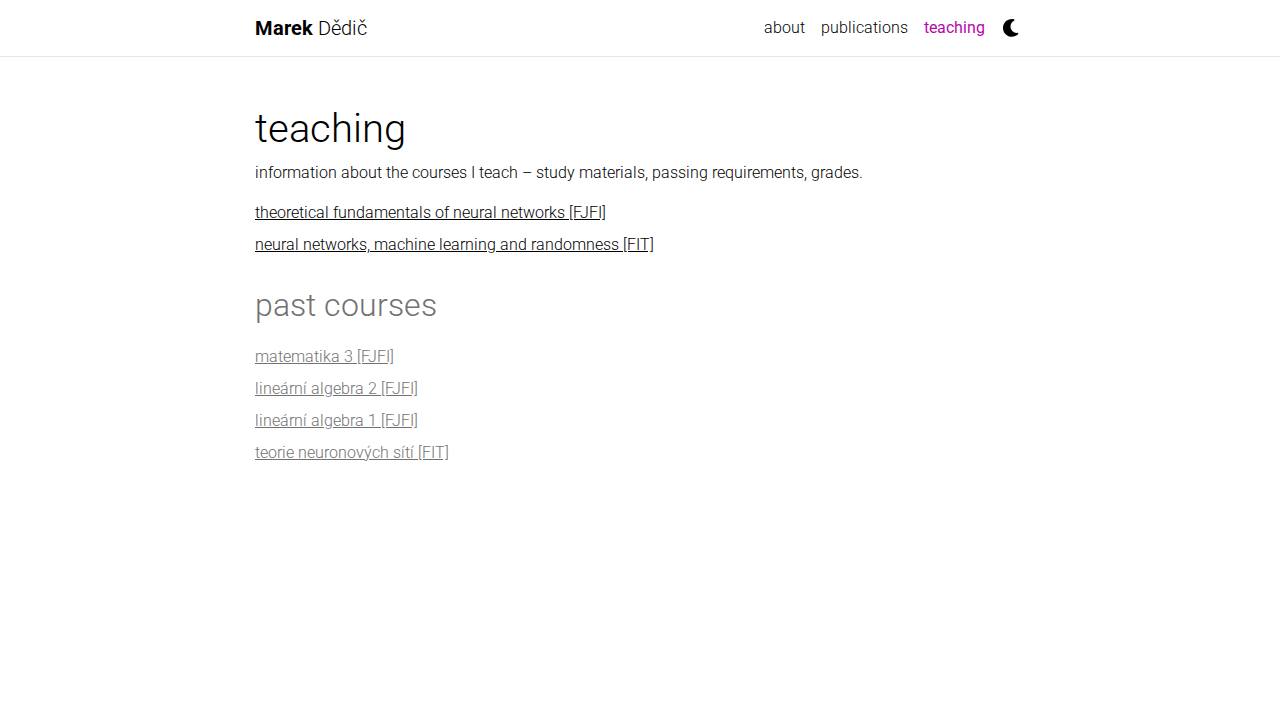 Marek Dědič
about publications teaching
teaching
information about the courses I teach – study materials, passing requirements, grades.
theoretical fundamentals of neural networks [FJFI]
neural networks, machine learning and randomness [FIT]
past courses
matematika 3 [FJFI]
lineární algebra 2 [FJFI]
lineární algebra 1 [FJFI]
teorie neuronových sítí [FIT]